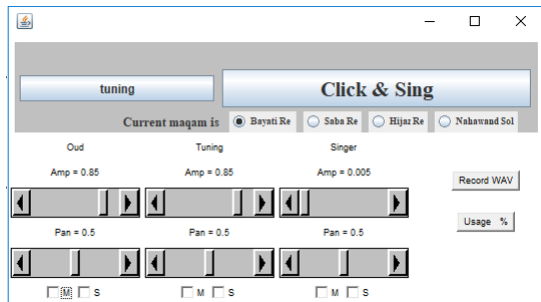 tuning
Click & Sing
Current maqam is Bayati Re Saba Re Hijaz Re Nahawand Sol
Oud Tuning Singer
Amp = 0.85 Amp = 0.85 Amp = 0.005
Record WAV
Usage %
Pan = 0.5 Pan = 0.5 Pan = 0.5
M S M S M S